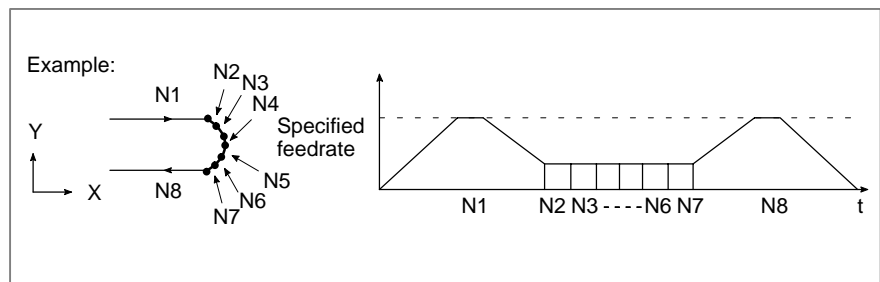 Example:
N1
N2
N3
N4
N5
N6
N7
N8
Y
X
Specified
feedrate
N1 N2 N3 ---- N6 N7 N8 t